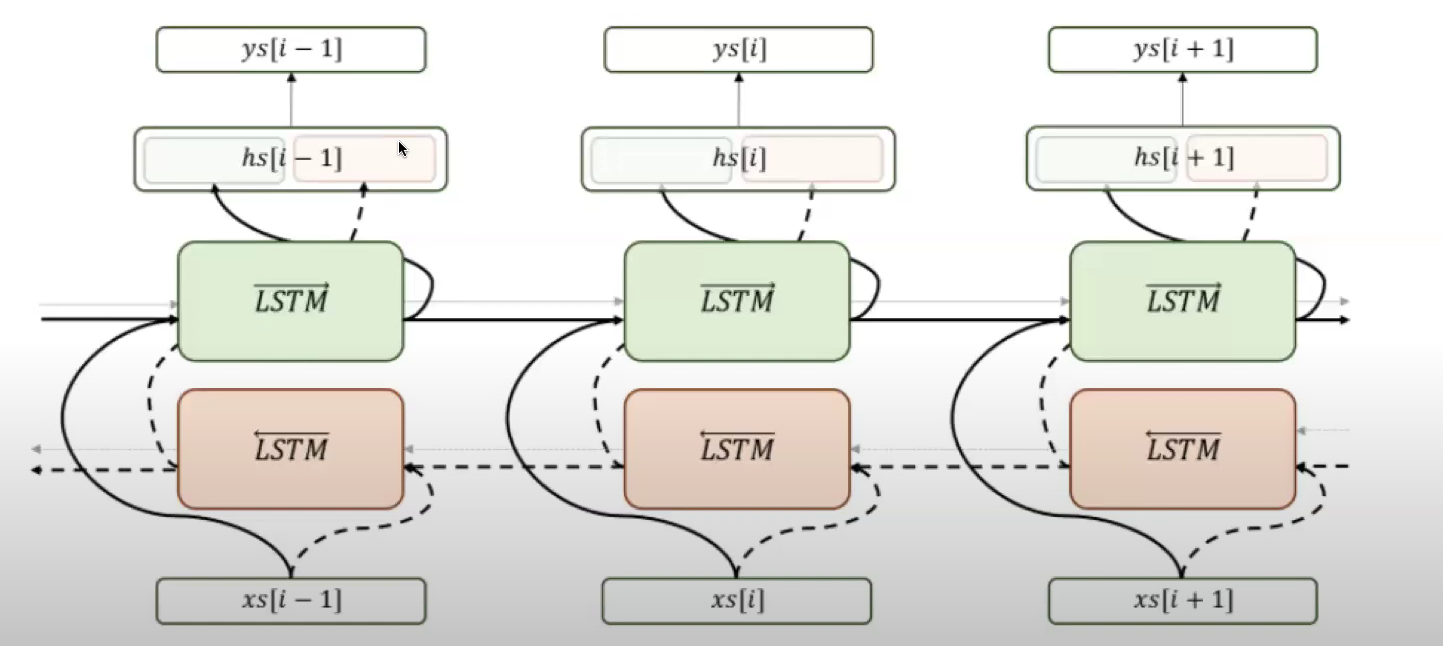 ys[i − 1] ys[i] ys[i + 1]
hs[i − 1] hs[i] hs[i + 1]
$\overrightarrow{LSTM}$ $\overrightarrow{LSTM}$ $\overrightarrow{LSTM}$
$\overleftarrow{LSTM}$ $\overleftarrow{LSTM}$ $\overleftarrow{LSTM}$
xs[i − 1] xs[i] xs[i + 1]